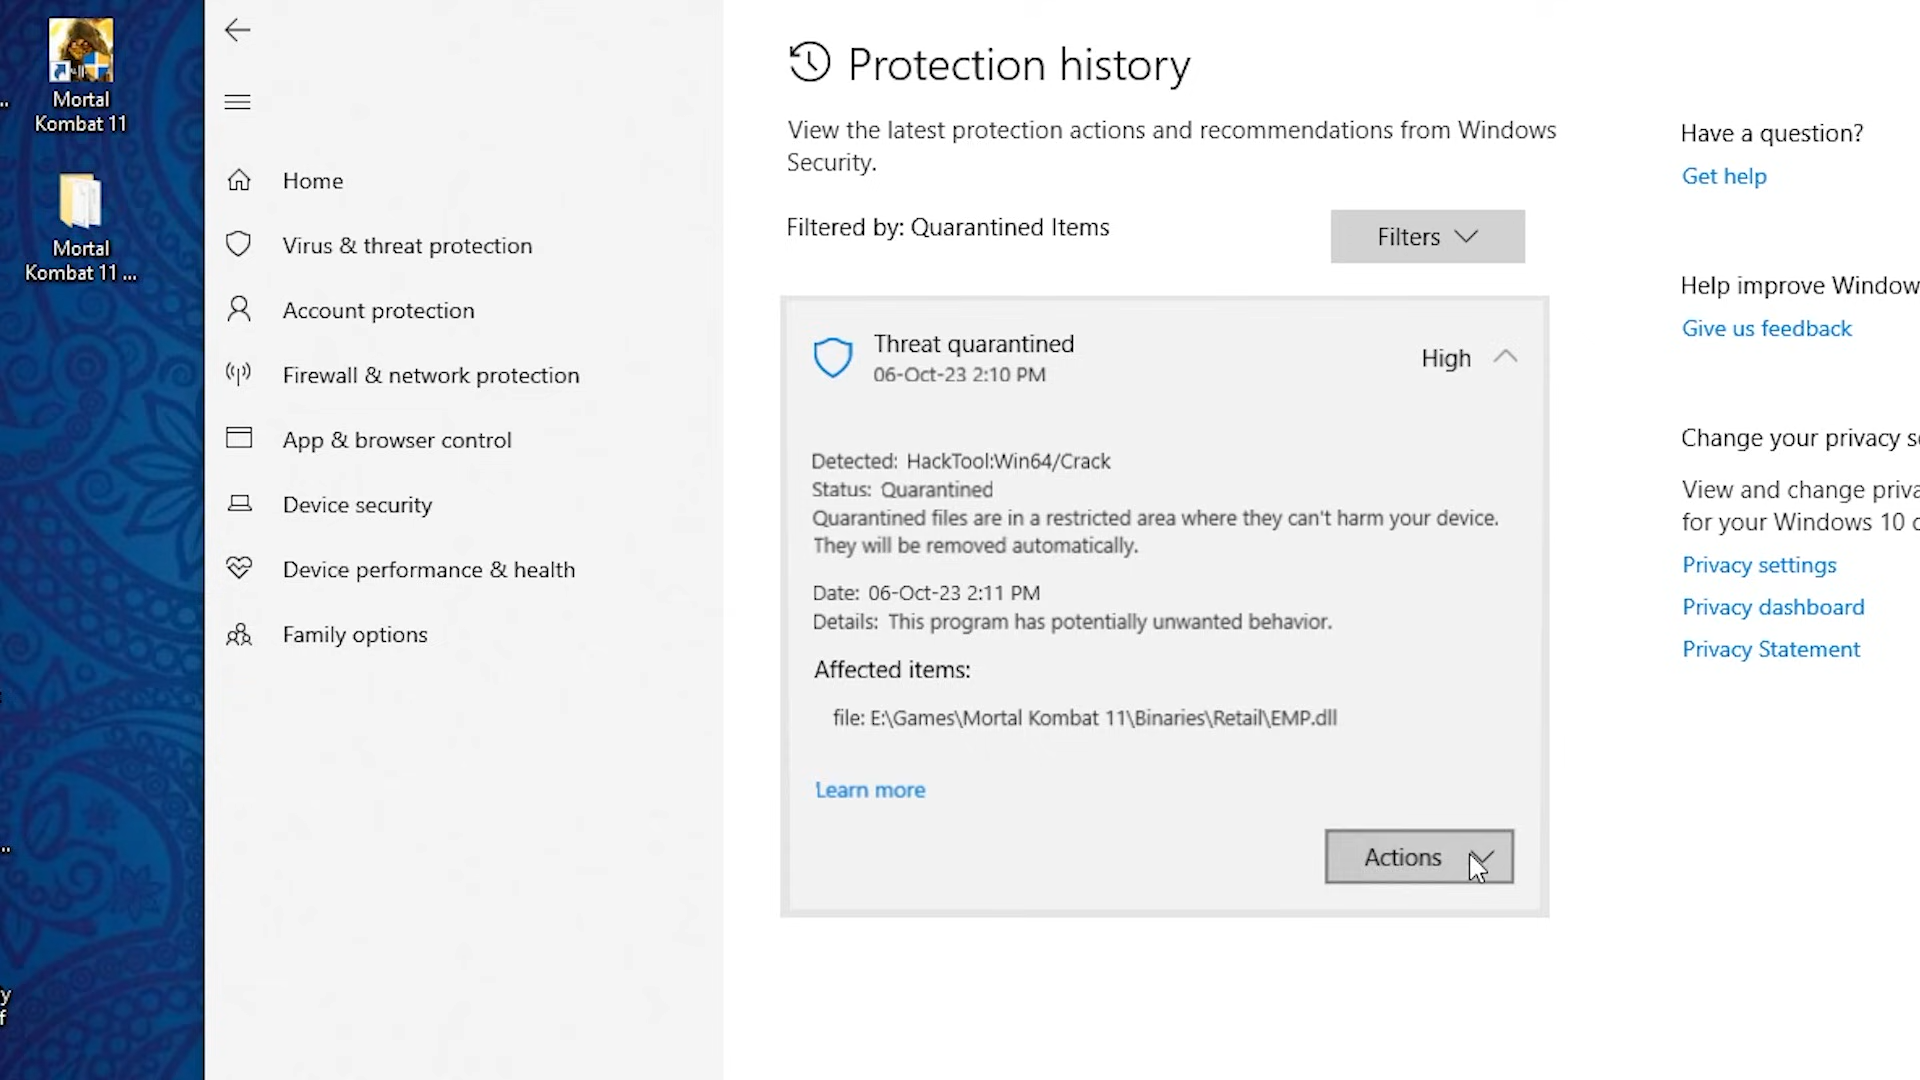 Mortal
Kombat 11
Mortal
Kombat 11 ...
Home
Virus & threat protection
Account protection
Firewall & network protection
App & browser control
Device security
Device performance & health
Family options
Protection history
View the latest protection actions and recommendations from Windows
Security.
Filtered by: Quarantined Items
Filters
Threat quarantined
06-Oct-23 2:10 PM
High
Detected: HackTool:Win64/Crack
Status: Quarantined
Quarantined files are in a restricted area where they can't harm your device.
They will be removed automatically.
Date: 06-Oct-23 2:11 PM
Details: This program has potentially unwanted behavior.
Affected items:
file: E:\Games\Mortal Kombat 11\Binaries\Retail\EMP.dll
Learn more
Actions
Have a question?
Get help
Help improve Window
Give us feedback
Change your privacy s
View and change priva
for your Windows 10
Privacy settings
Privacy dashboard
Privacy Statement